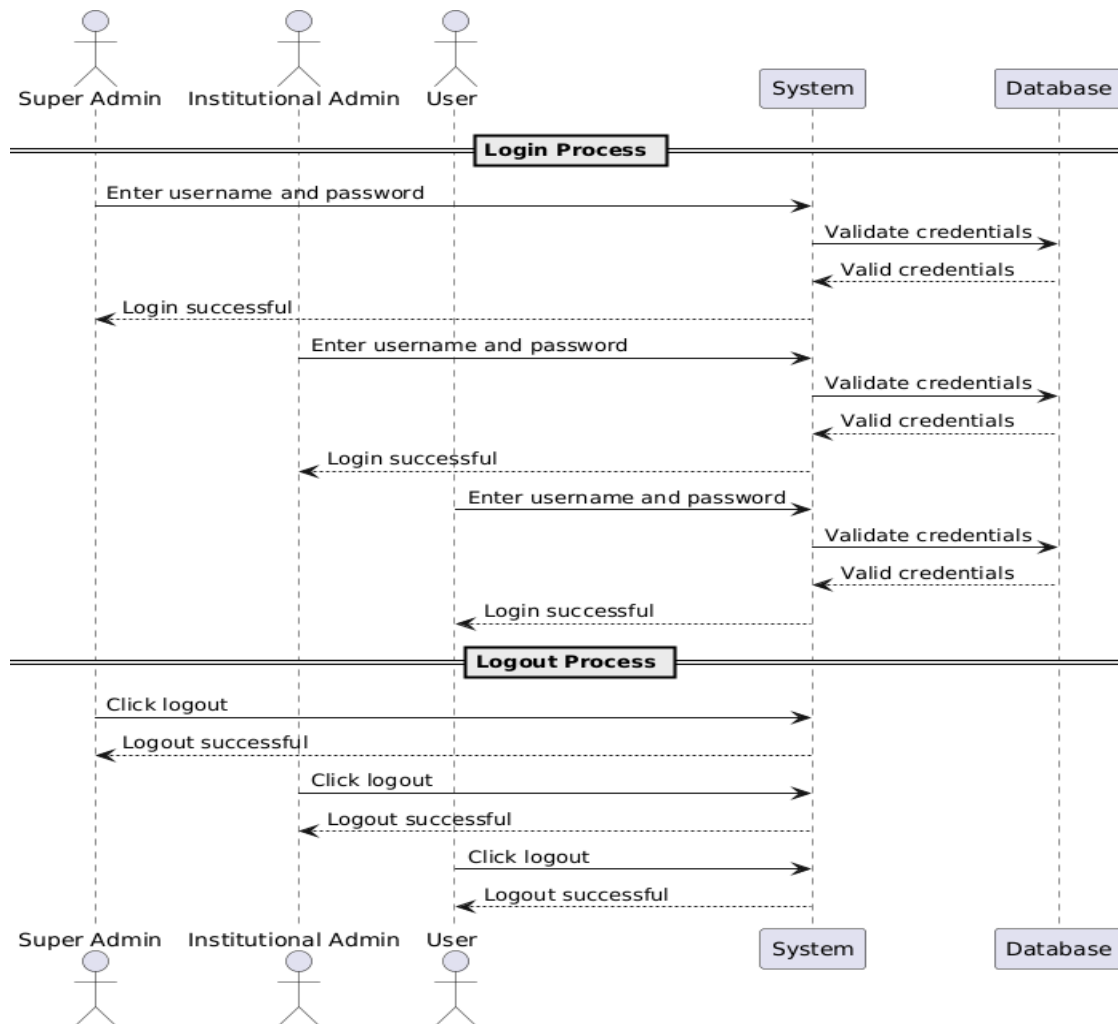 Super Admin Institutional Admin User System Database
Login Process
Enter username and password
Validate credentials
Valid credentials
Login successful
Enter username and password
Validate credentials
Valid credentials
Login successful
Enter username and password
Validate credentials
Valid credentials
Login successful
Logout Process
Click logout
Logout successful
Click logout
Logout successful
Click logout
Logout successful
Super Admin Institutional Admin User System Database